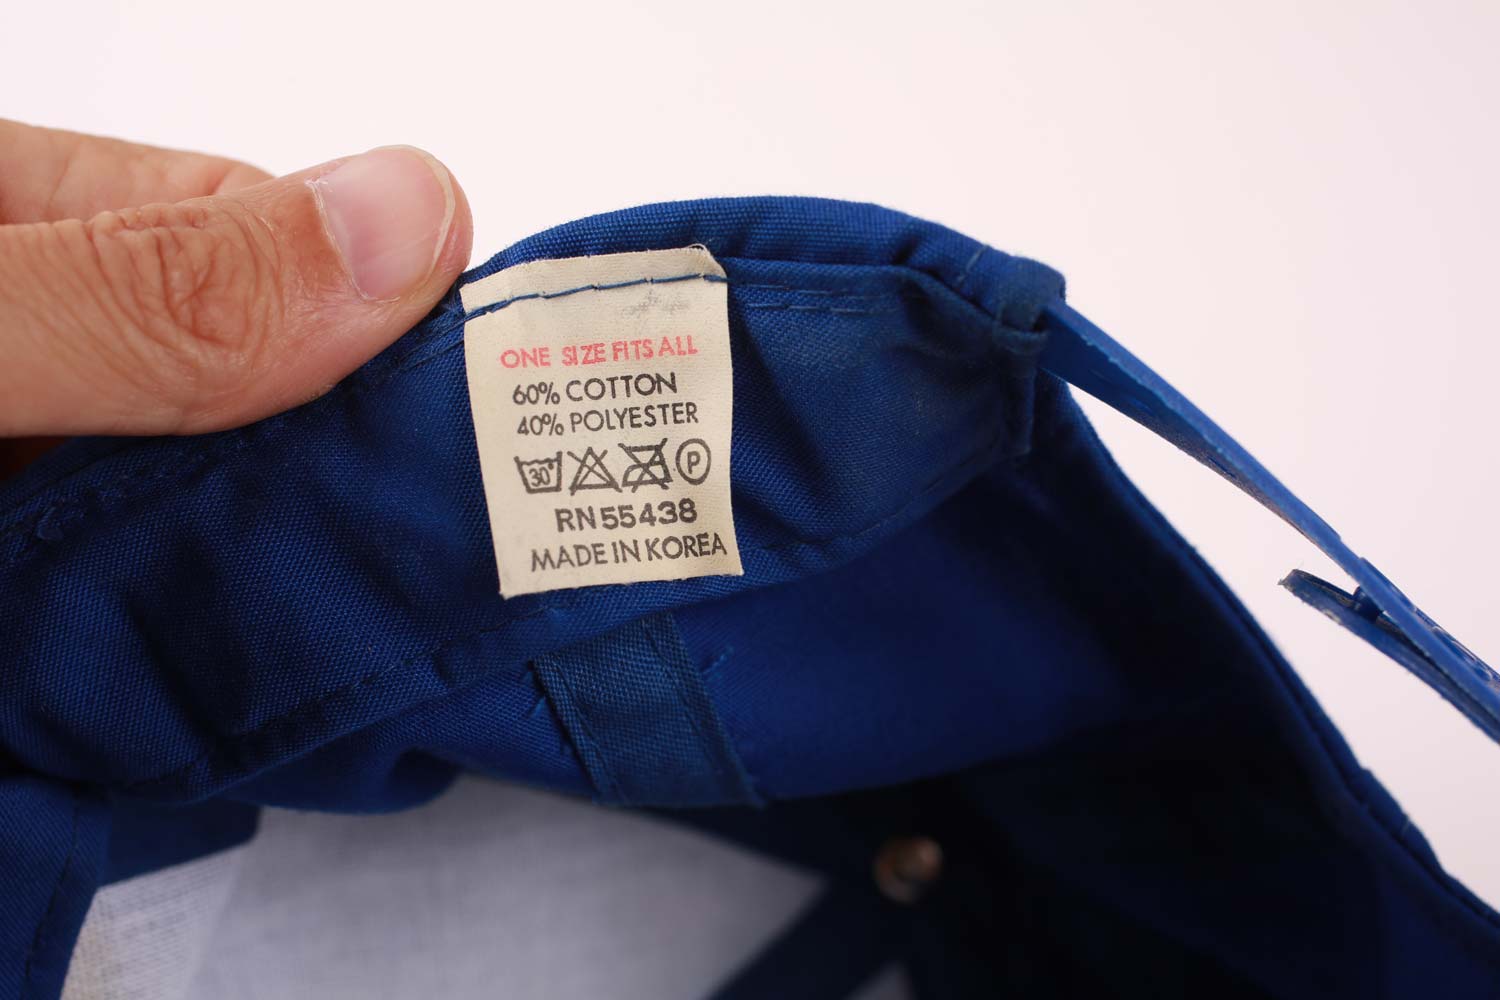 ONE SIZE FITS ALL
60% COTTON
40% POLYESTER
30° P
RN 55438
MADE IN KOREA